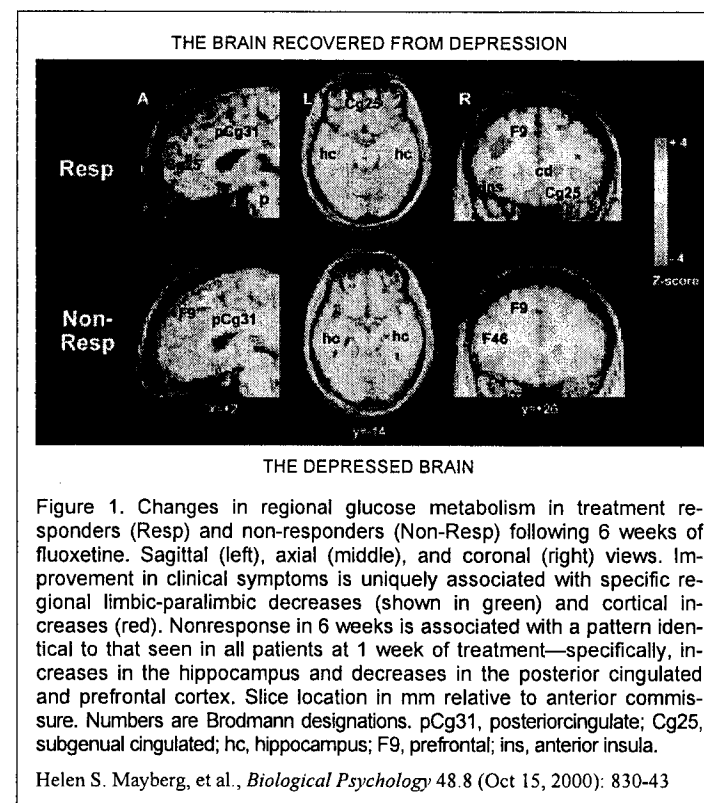 THE BRAIN RECOVERED FROM DEPRESSION
A L R
pCg31 Cg25 F9
Resp hc hc cd + 4
p ins Cg25
- 4
Z-score
F9 F9
Non- pCg31 hc hc F46
Resp
x=+2 y=-14 y=+26
THE DEPRESSED BRAIN
Figure 1. Changes in regional glucose metabolism in treatment re-
sponders (Resp) and non-responders (Non-Resp) following 6 weeks of
fluoxetine. Sagittal (left), axial (middle), and coronal (right) views. Im-
provement in clinical symptoms is uniquely associated with specific re-
gional limbic-paralimbic decreases (shown in green) and cortical in-
creases (red). Nonresponse in 6 weeks is associated with a pattern iden-
tical to that seen in all patients at 1 week of treatment—specifically, in-
creases in the hippocampus and decreases in the posterior cingulated
and prefrontal cortex. Slice location in mm relative to anterior commis-
sure. Numbers are Brodmann designations. pCg31, posteriorcingulate; Cg25,
subgenual cingulated; hc, hippocampus; F9, prefrontal; ins, anterior insula.
Helen S. Mayberg, et al., Biological Psychology 48.8 (Oct 15, 2000): 830-43